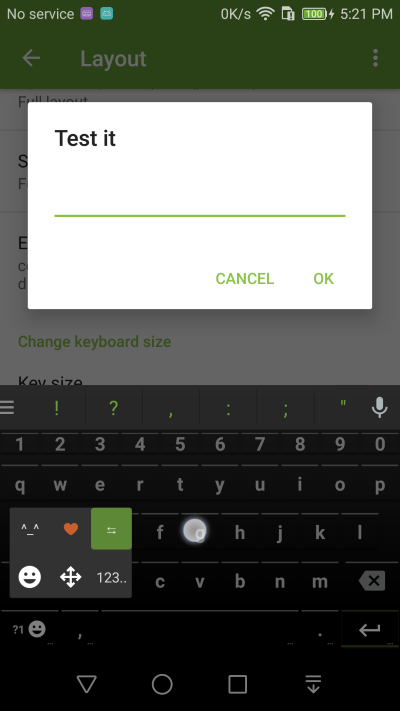 No service 0K/s 100 5:21 PM
Layout
Full layout
Test it
CANCEL OK
Change keyboard size
Key size
! ? , : ; "
1 2 3 4 5 6 7 8 9 0
q w e r t y u i o p
^_^ f g h j k l
123.. c v b n m
?1 , .